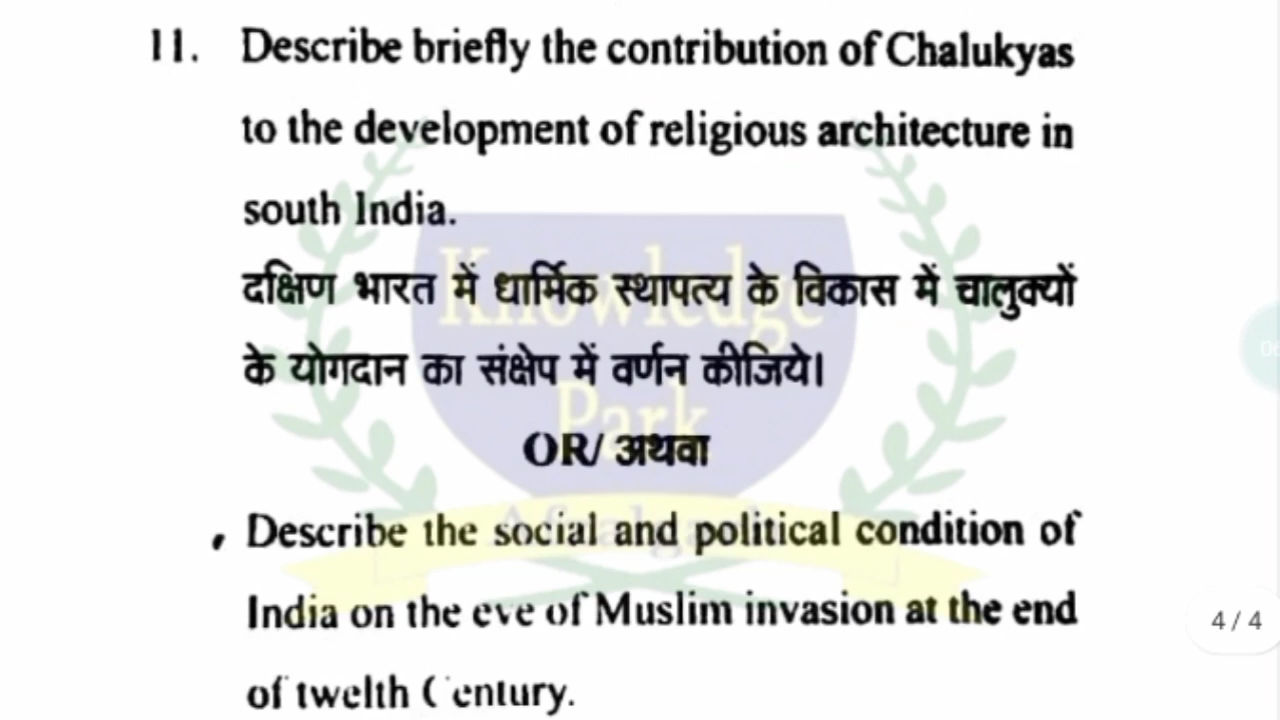 11. Describe briefly the contribution of Chalukyas
to the development of religious architecture in
south India.
दक्षिण भारत में धार्मिक स्थापत्य के विकास में चालुक्यों
के योगदान का संक्षेप में वर्णन कीजिये।
Knowledge
Park
OR/ अथवा
Describe the social and political condition of
India on the eve of Muslim invasion at the end
4 / 4
of twelth Century.